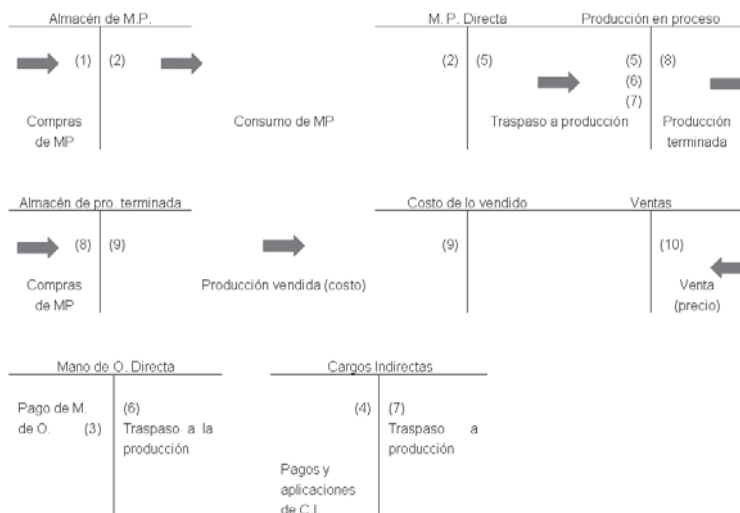 Almacén de M.P. M. P. Directa Producción en proceso
(1) (2) (2) (5) (5) (8)
(6)
(7)
Compras de MP Consumo de MP Traspaso a producción Producción terminada
Almacén de pro. terminada Costo de lo vendido Ventas
(8) (9) (9) (10)
Compras de MP Producción vendida (costo) Venta (precio)
Mano de O. Directa Cargos Indirectas
Pago de M. de O. (3) (6) Traspaso a la producción (4) (7) Traspaso a producción
Pagos y
aplicaciones
de C.I.